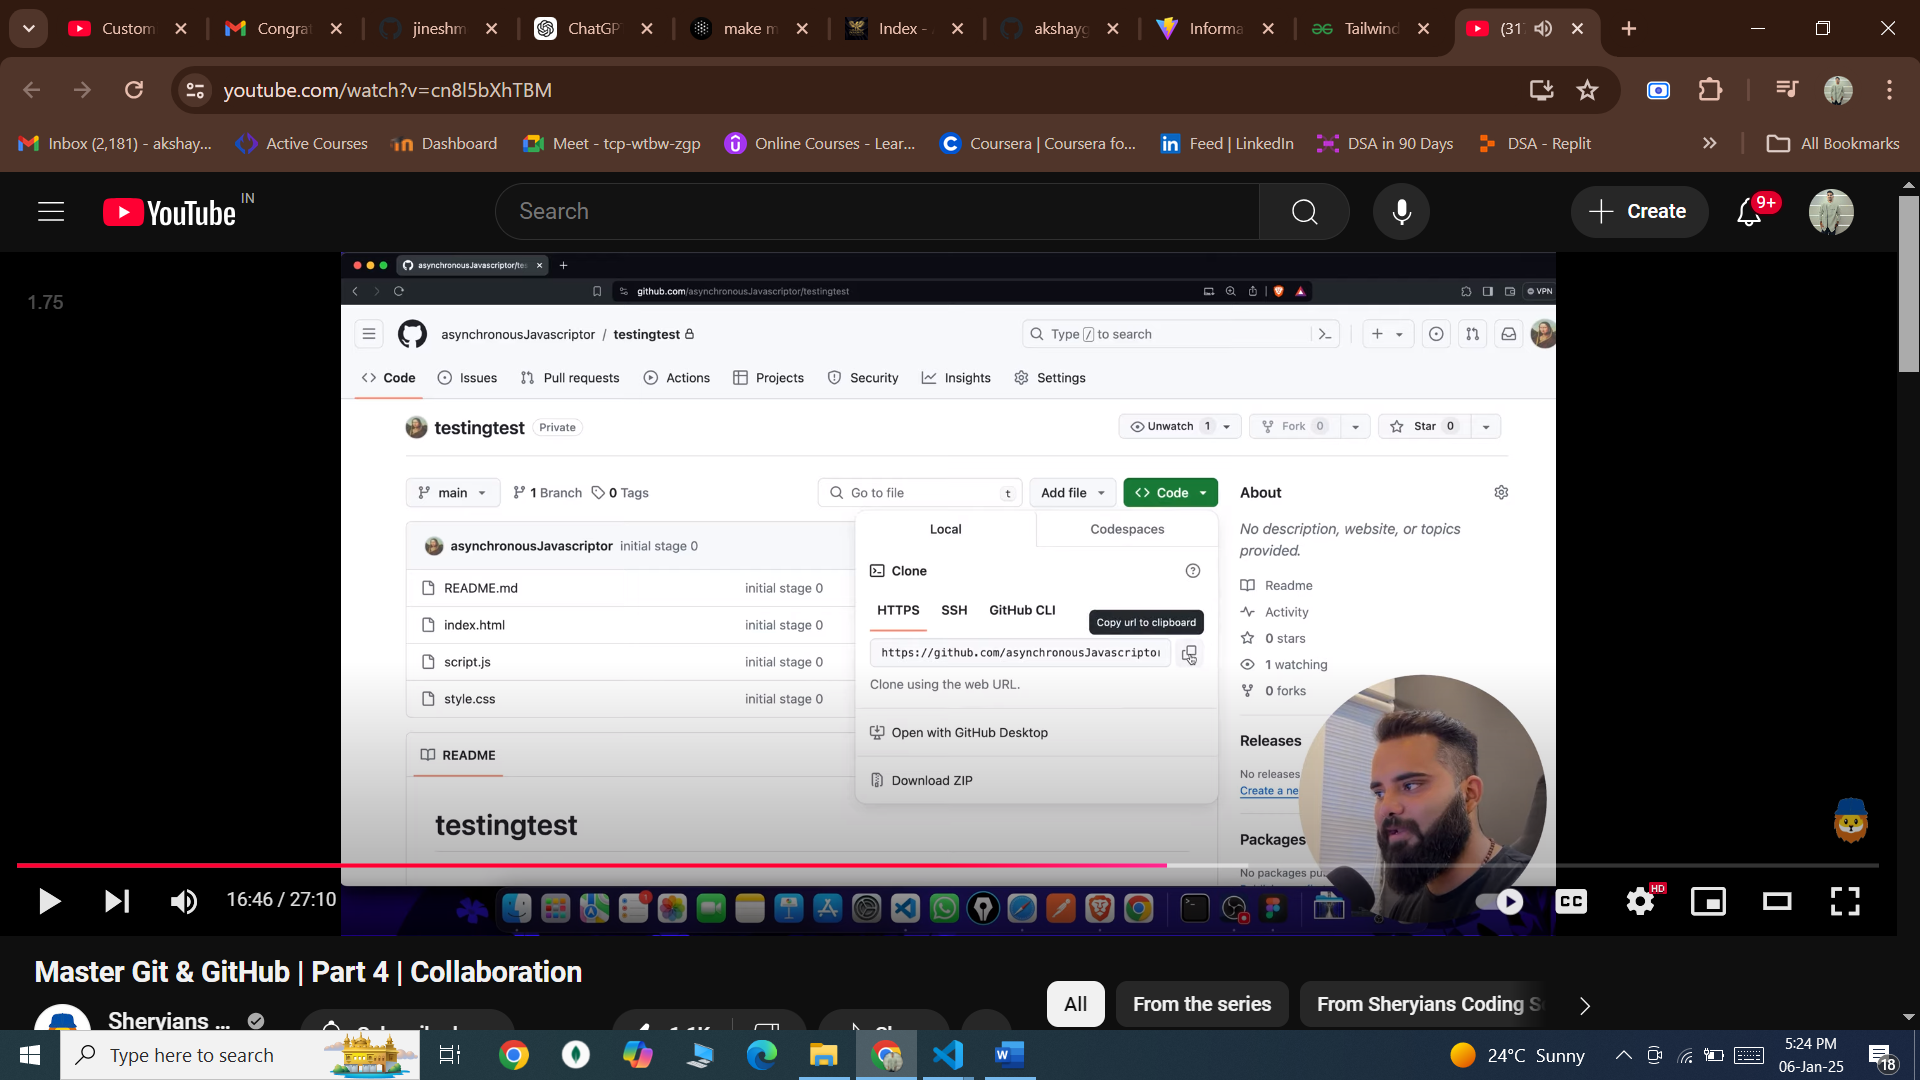 Custom
Congrat
jineshm
ChatGP
make m
Index -
akshayg
Informa
Tailwind
(31
youtube.com/watch?v=cn8l5bXhTBM
Inbox (2,181) - akshay...
Active Courses
Dashboard
Meet - tcp-wtbw-zgp
Online Courses - Lear...
Coursera | Coursera fo...
Feed | LinkedIn
DSA in 90 Days
DSA - Replit
All Bookmarks
YouTube IN
Search
Create
9+
1.75
asynchronousJavascriptor/tes
github.com/asynchronousJavascriptor/testingtest
VPN
asynchronousJavascriptor / testingtest
Type / to search
Code
Issues
Pull requests
Actions
Projects
Security
Insights
Settings
testingtest Private
Unwatch 1
Fork 0
Star 0
main
1 Branch
0 Tags
Go to file t
Add file
Code
About
No description, website, or topics
provided.
asynchronousJavascriptor initial stage 0
README.md initial stage 0
index.html initial stage 0
script.js initial stage 0
style.css initial stage 0
Local
Codespaces
Clone
HTTPS SSH GitHub CLI
Copy url to clipboard
https://github.com/asynchronousJavascriptor
Clone using the web URL.
Open with GitHub Desktop
Download ZIP
Readme
Activity
0 stars
1 watching
0 forks
Releases
No releases
Create a ne
Packages
No packages pu
README
testingtest
16:46 / 27:10
CC
HD
Master Git & GitHub | Part 4 | Collaboration
Sheryians ...
All
From the series
From Sheryians Coding S
Type here to search
24°C Sunny
5:24 PM
06-Jan-25
18